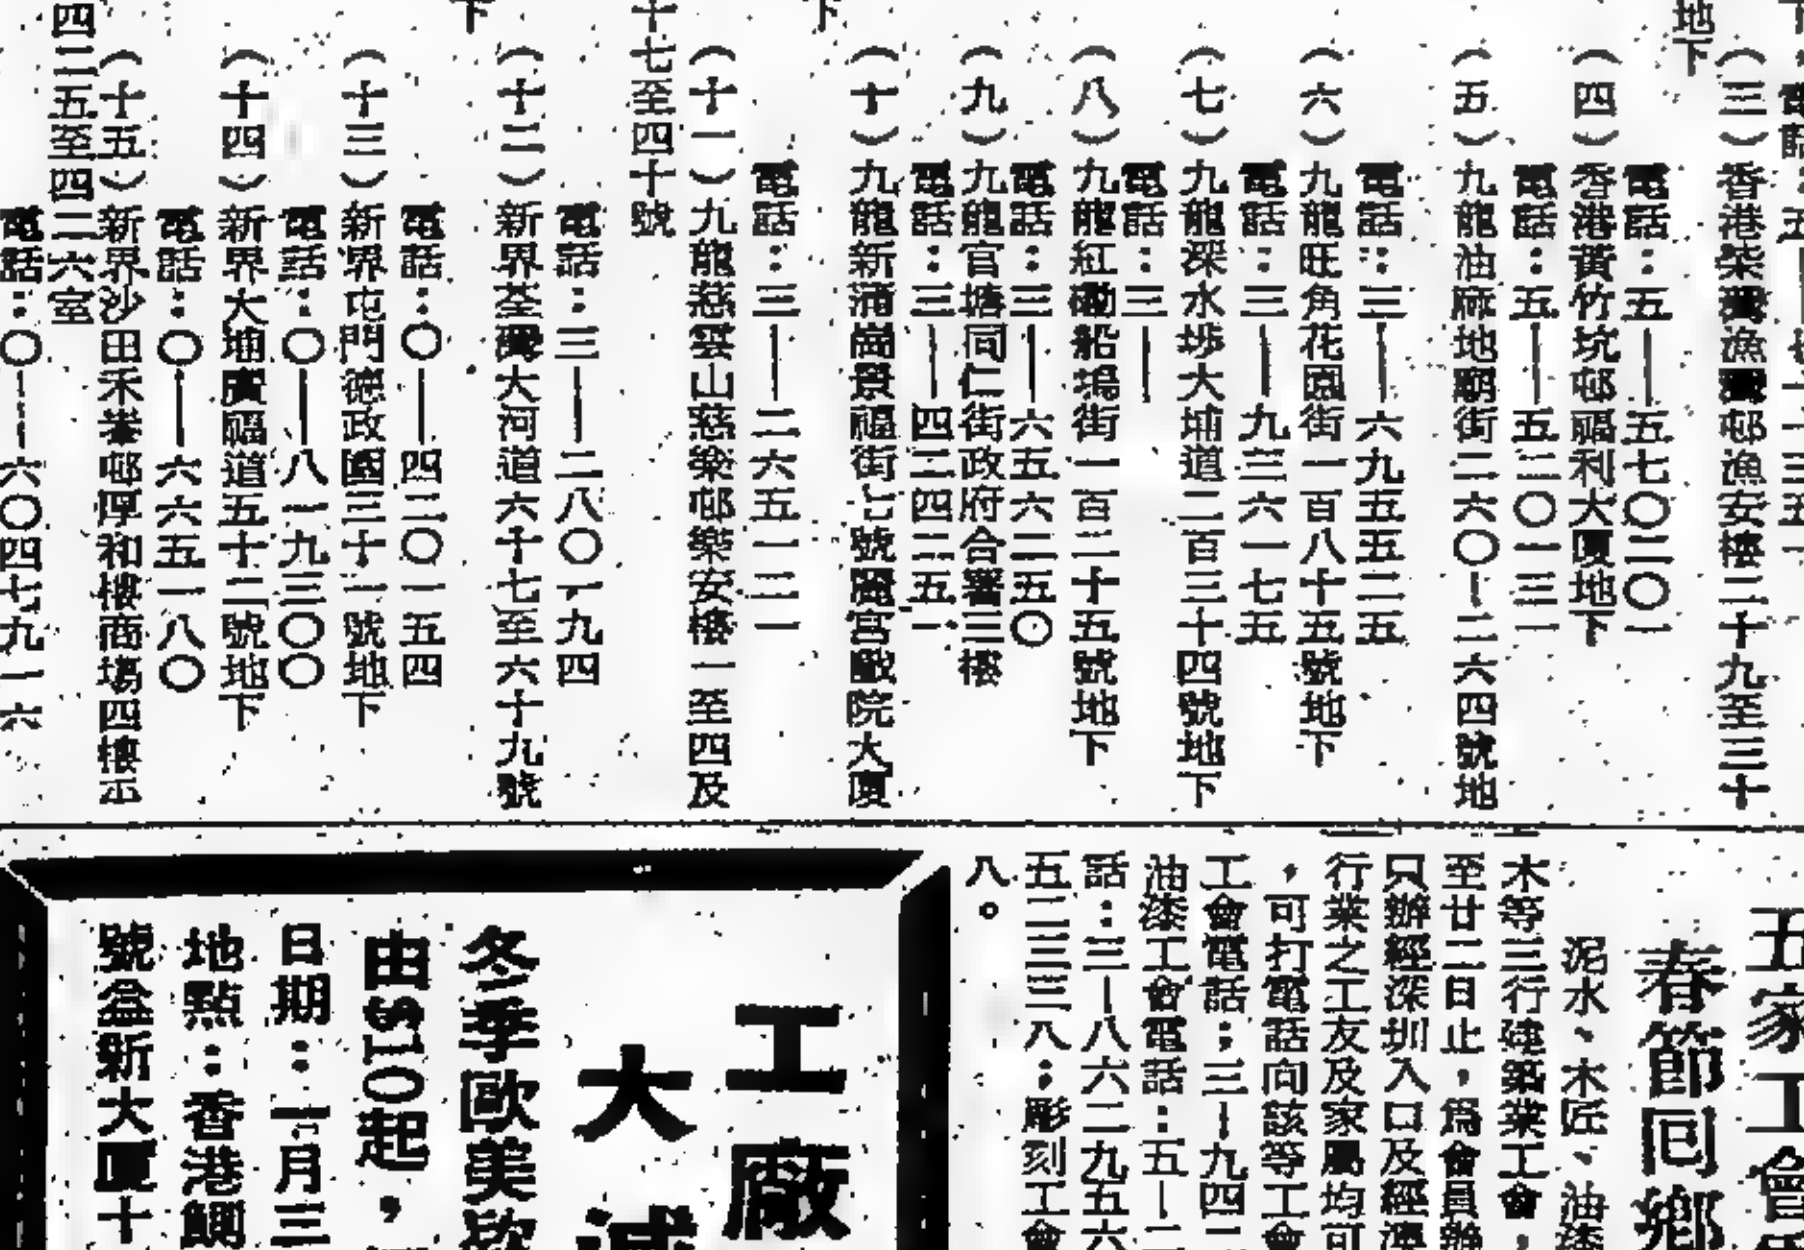 地下
（三）香港柴灣漁灣邨漁安樓二十九至三十
電話：五—五七〇二〇一
（四）香港黃竹坑邨福利大廈地下
電話：五—五二〇一三一
（五）九龍油麻地廟街二六〇—二六四號地
下
電話：三—六九五五二五
（六）九龍旺角花園街一百八十五號地下
電話：三—九三六一七五
（七）九龍深水埗大埔道二百三十四號地下
電話：三—
（八）九龍紅磡船塢街一百二十五號地下
電話：三—六五六二五〇
（九）九龍官塘同仁街政府合署三樓
電話：三—四二四二五一
（十）九龍新蒲崗景福街七號麗宮戲院大廈
下
電話：三—二六五一二一
（十一）九龍慈雲山慈樂邨樂安樓一至四及
十七至四十號
電話：三—二八〇一九四
（十二）新界荃灣大河道六十七至六十九號
下
電話：〇—四二〇一五四
（十三）新界屯門德政圍三十一號地下
電話：〇—八一九三〇〇
（十四）新界大埔廣福道五十二號地下
電話：〇—六六五一八〇
（十五）新界沙田禾輋邨厚和樓商場四樓
四二五至四二六室
電話：〇—六〇四七九一六
五家工會
春節囘鄉
泥水、木匠、油漆
木等三行建築業工會，
至廿二日止，爲會員辦
只辦經深圳入口及經澳
行業之工友及家屬均可
，可打電話向該等工會
工會電話；三—九四二
油漆工會電話：五—二
話：三—八六二九五六
五二三三八；彫刻工會
八。
工廠
大減
冬季歐美
由$10起，
日期：一月三
地點：香港鰂
號益新大廈十